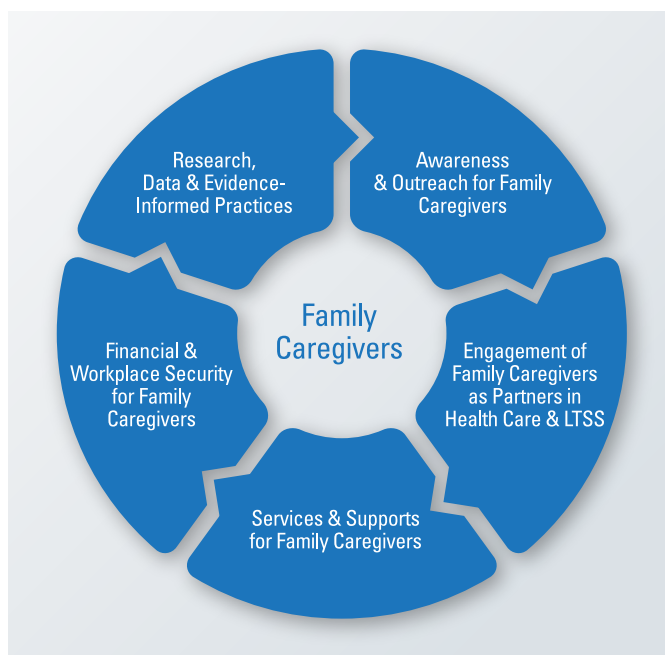 Research,
Data & Evidence-
Informed Practices
Awareness
& Outreach for Family
Caregivers
Family
Caregivers
Financial &
Workplace Security
for Family
Caregivers
Engagement of
Family Caregivers
as Partners in
Health Care & LTSS
Services & Supports
for Family Caregivers